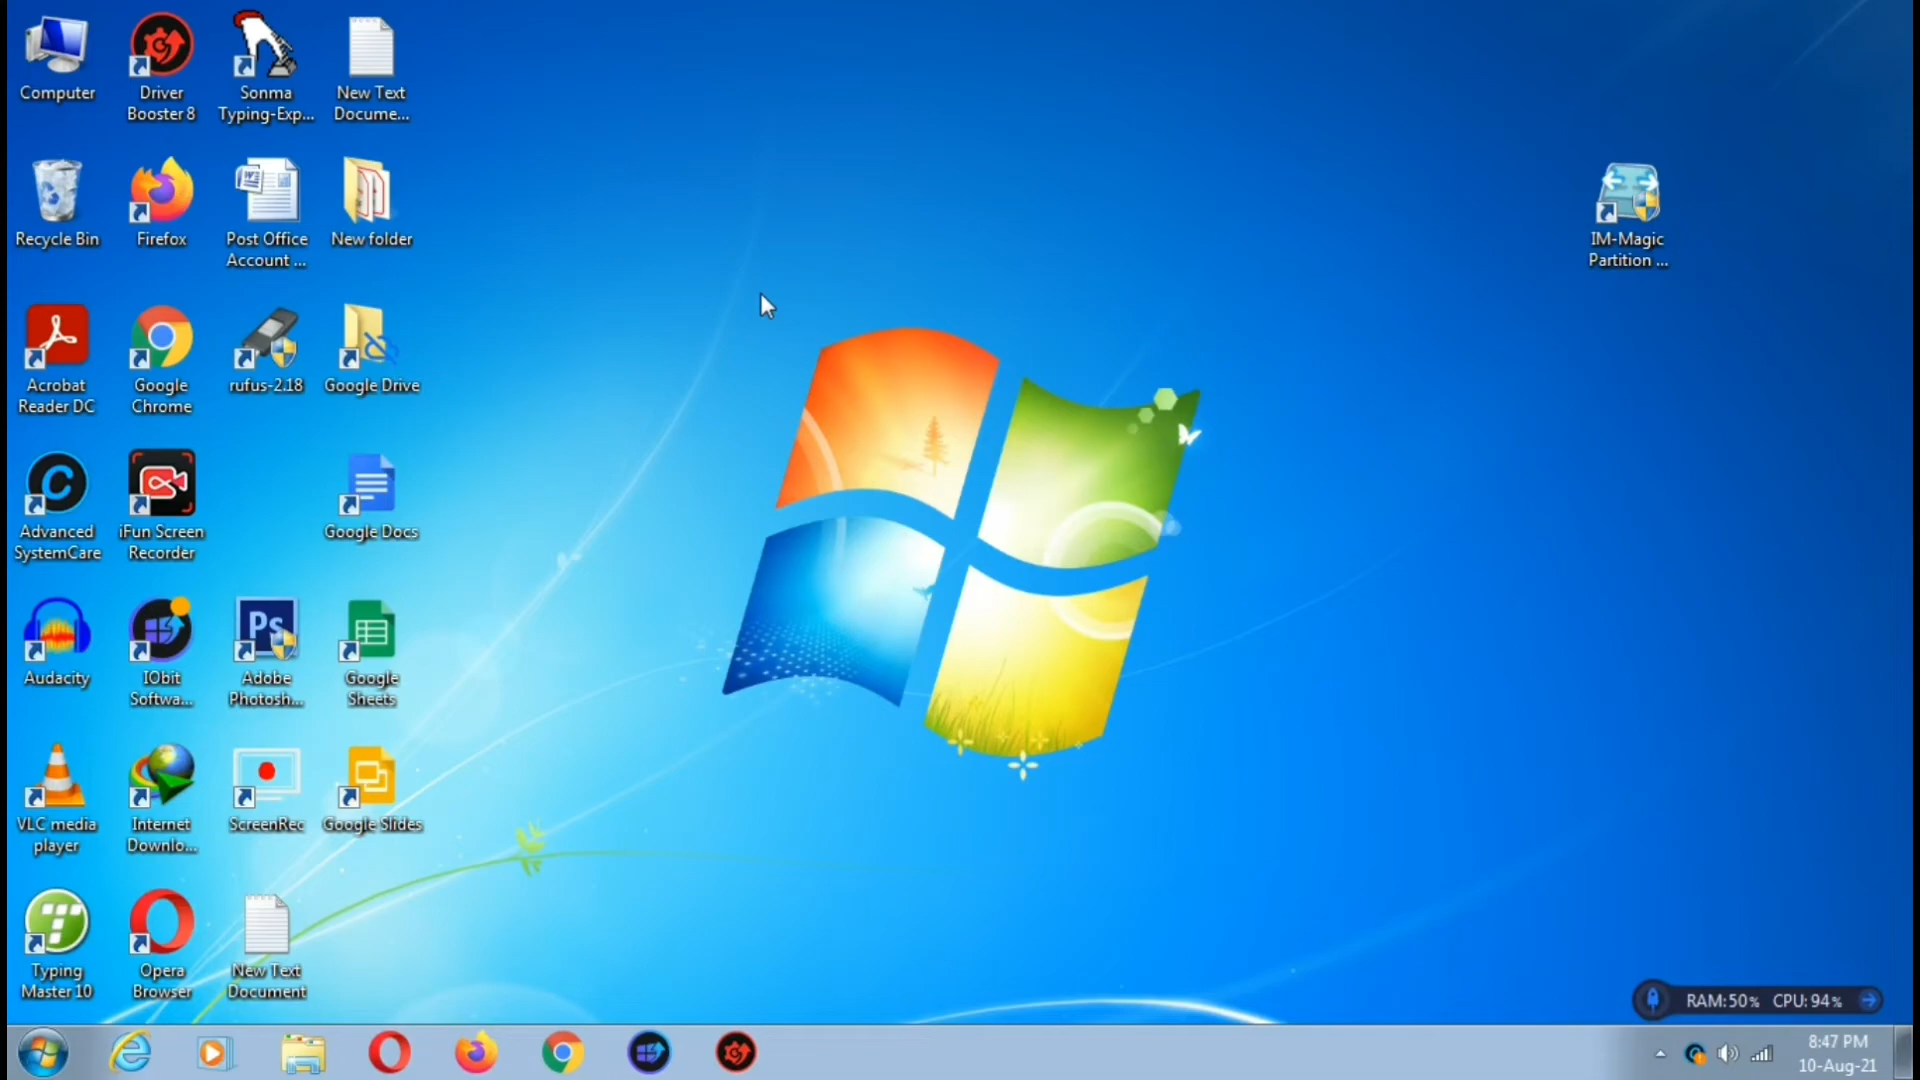 Computer
Driver
Booster 8
Sonma
Typing-Exp...
New Text
Docume...
Recycle Bin
Firefox
Post Office
Account ...
New folder
IM-Magic
Partition ...
Acrobat
Reader DC
Google
Chrome
rufus-2.18
Google Drive
Advanced
SystemCare
iFun Screen
Recorder
Google Docs
Audacity
IObit
Softwa...
Ps
Adobe
Photosh...
Google
Sheets
VLC media
player
Internet
Downlo...
ScreenRec
Google Slides
Typing
Master 10
Opera
Browser
New Text
Document
RAM:50% CPU:94%
8:47 PM
10-Aug-21